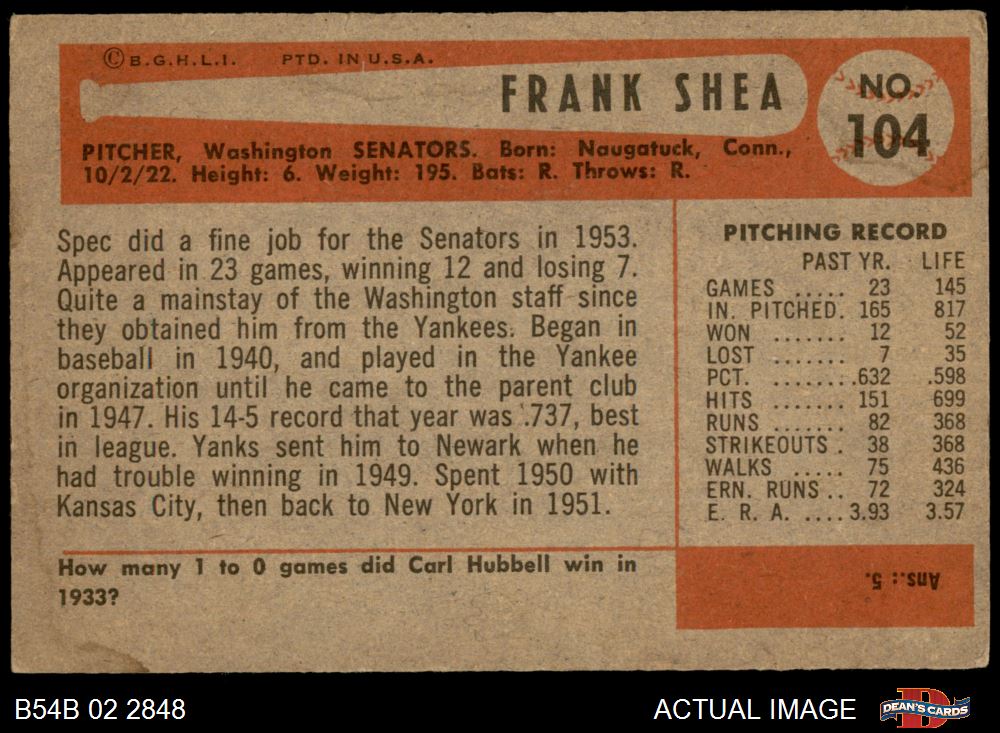 © B.G.H.L.I. PTD. IN U.S.A.
FRANK SHEA
NO.
104
PITCHER, Washington SENATORS. Born: Naugatuck, Conn.,
10/2/22. Height: 6. Weight: 195. Bats: R. Throws: R.
Spec did a fine job for the Senators in 1953.
Appeared in 23 games, winning 12 and losing 7.
Quite a mainstay of the Washington staff since
they obtained him from the Yankees. Began in
baseball in 1940, and played in the Yankee
organization until he came to the parent club
in 1947. His 14-5 record that year was .737, best
in league. Yanks sent him to Newark when he
had trouble winning in 1949. Spent 1950 with
Kansas City, then back to New York in 1951.
PITCHING RECORD
PAST YR. LIFE
GAMES ..... 23 145
IN. PITCHED. 165 817
WON ....... 12 52
LOST ....... 7 35
PCT. ........ .632 .598
HITS ....... 151 699
RUNS ....... 82 368
STRIKEOUTS . 38 368
WALKS ..... 75 436
ERN. RUNS .. 72 324
E. R. A. .... 3.93 3.57
How many 1 to 0 games did Carl Hubbell win in
1933?
Ans.: 5.
B54B 02 2848
ACTUAL IMAGE
D
DEAN'S CARDS